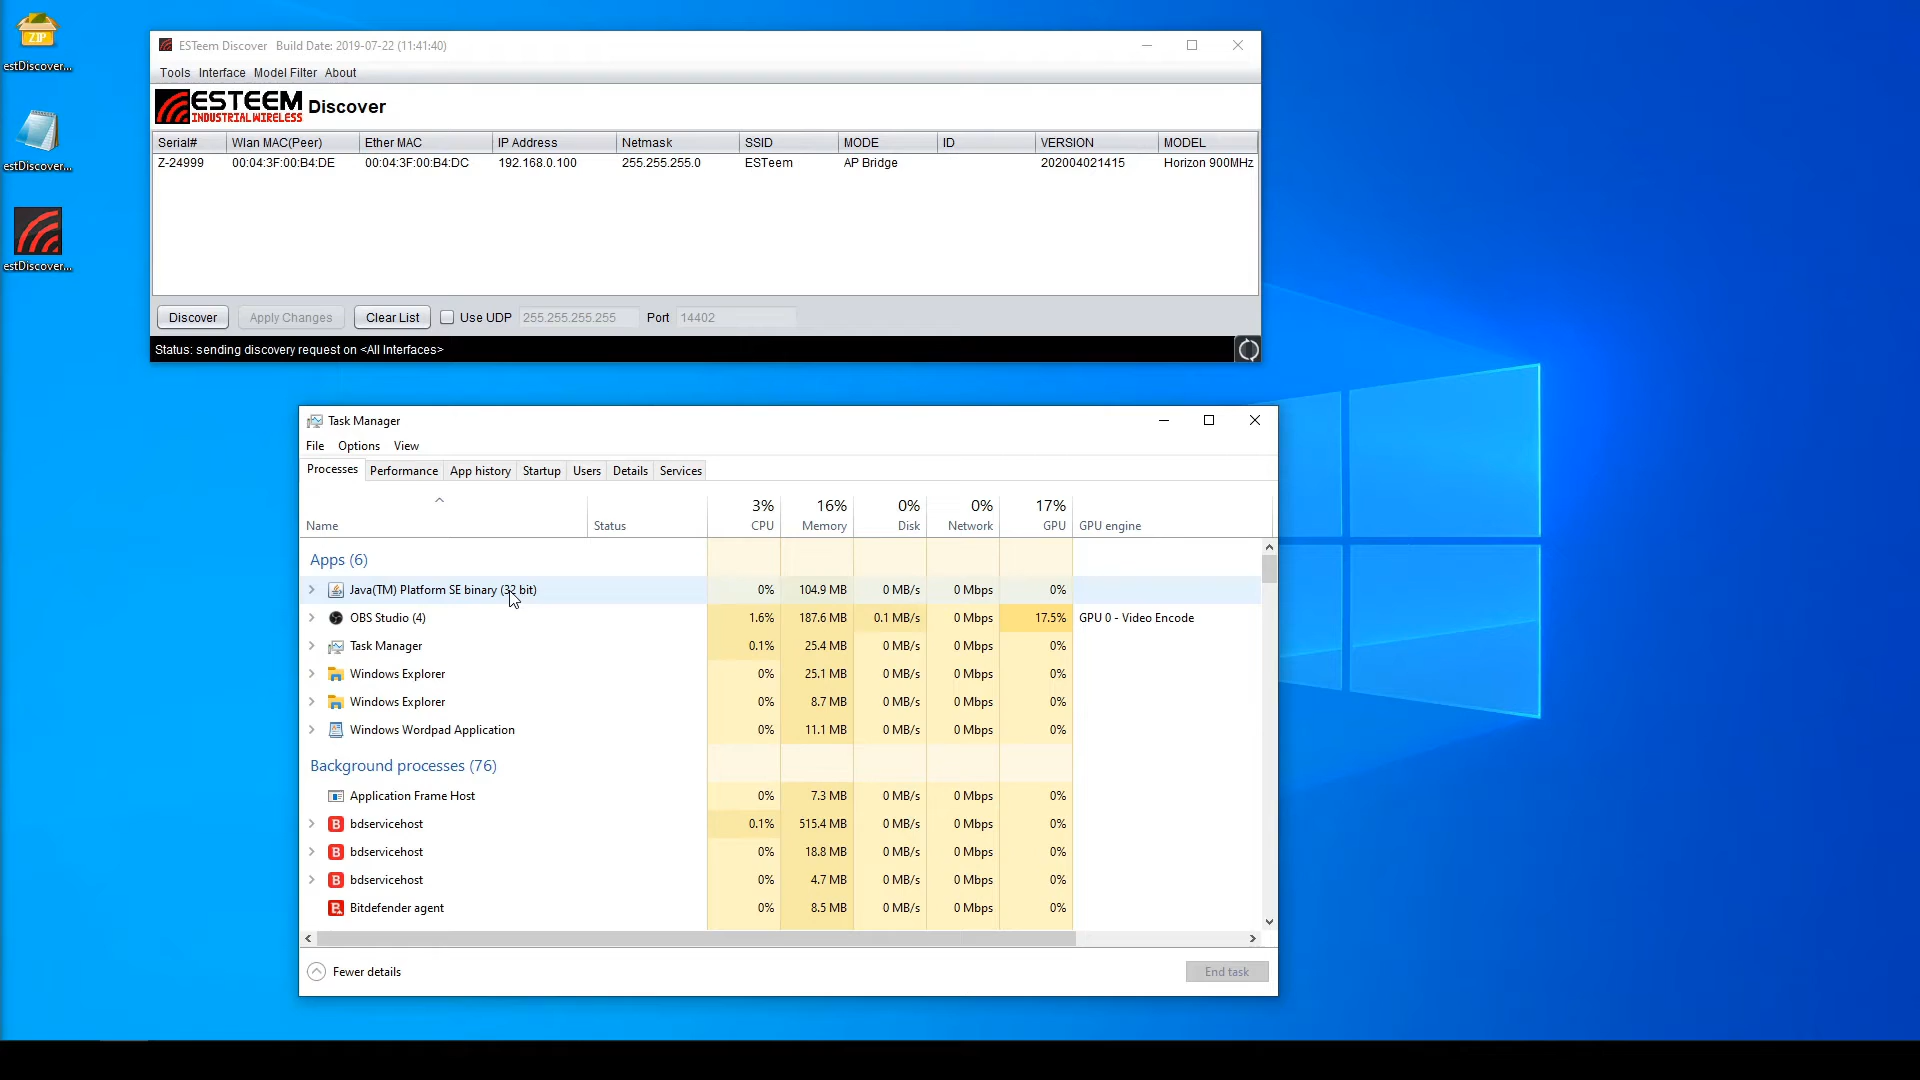 estDiscover...
estDiscover...
estDiscover...
ESTeem Discover Build Date: 2019-07-22 (11:41:40)
Tools Interface Model Filter About
ESTEEM Discover
INDUSTRIAL WIRELESS
Serial# Wlan MAC(Peer) Ether MAC IP Address Netmask SSID MODE ID VERSION MODEL
Z-24999 00:04:3F:00:B4:DE 00:04:3F:00:B4:DC 192.168.0.100 255.255.255.0 ESTeem AP Bridge 202004021415 Horizon 900MHz
Discover Apply Changes Clear List Use UDP 255.255.255.255 Port 14402
Status: sending discovery request on <All Interfaces>
Task Manager
File Options View
Processes Performance App history Startup Users Details Services
3% 16% 0% 0% 17%
Name Status CPU Memory Disk Network GPU GPU engine
Apps (6)
Java(TM) Platform SE binary (32 bit) 0% 104.9 MB 0 MB/s 0 Mbps 0%
OBS Studio (4) 1.6% 187.6 MB 0.1 MB/s 0 Mbps 17.5% GPU 0 - Video Encode
Task Manager 0.1% 25.4 MB 0 MB/s 0 Mbps 0%
Windows Explorer 0% 25.1 MB 0 MB/s 0 Mbps 0%
Windows Explorer 0% 8.7 MB 0 MB/s 0 Mbps 0%
Windows Wordpad Application 0% 11.1 MB 0 MB/s 0 Mbps 0%
Background processes (76)
Application Frame Host 0% 7.3 MB 0 MB/s 0 Mbps 0%
bdservicehost 0.1% 515.4 MB 0 MB/s 0 Mbps 0%
bdservicehost 0% 18.8 MB 0 MB/s 0 Mbps 0%
bdservicehost 0% 4.7 MB 0 MB/s 0 Mbps 0%
Bitdefender agent 0% 8.5 MB 0 MB/s 0 Mbps 0%
Fewer details End task